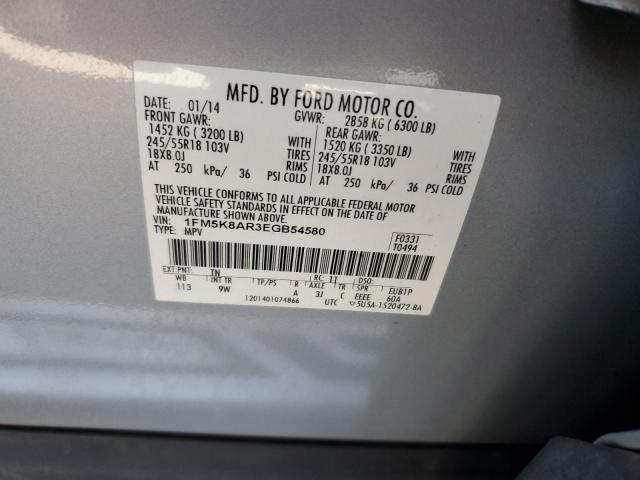 MFD. BY FORD MOTOR CO.
DATE: 01/14 GVWR: 2858 KG ( 6300 LB)
FRONT GAWR: REAR GAWR:
1452 KG ( 3200 LB) WITH 1520 KG ( 3350 LB) WITH
245/55R18 103V TIRES 245/55R18 103V TIRES
18X8.0J RIMS 18X8.0J RIMS
AT 250 kPa/ 36 PSI COLD AT 250 kPa/ 36 PSI COLD
THIS VEHICLE CONFORMS TO ALL APPLICABLE FEDERAL MOTOR
VEHICLE SAFETY STANDARDS IN EFFECT ON THE DATE OF
MANUFACTURE SHOWN ABOVE.
VIN: 1FM5K8AR3EGB54580 F0331
TYPE: MPV T0494
EXT PNT: TN RC: 11 DSO:
WB INT TR TP/PS R AXLE TR SPR EUB1P
113 9W A 3J C EEEE 60A
1201401074866 UTC 5U5A-1520472-BA